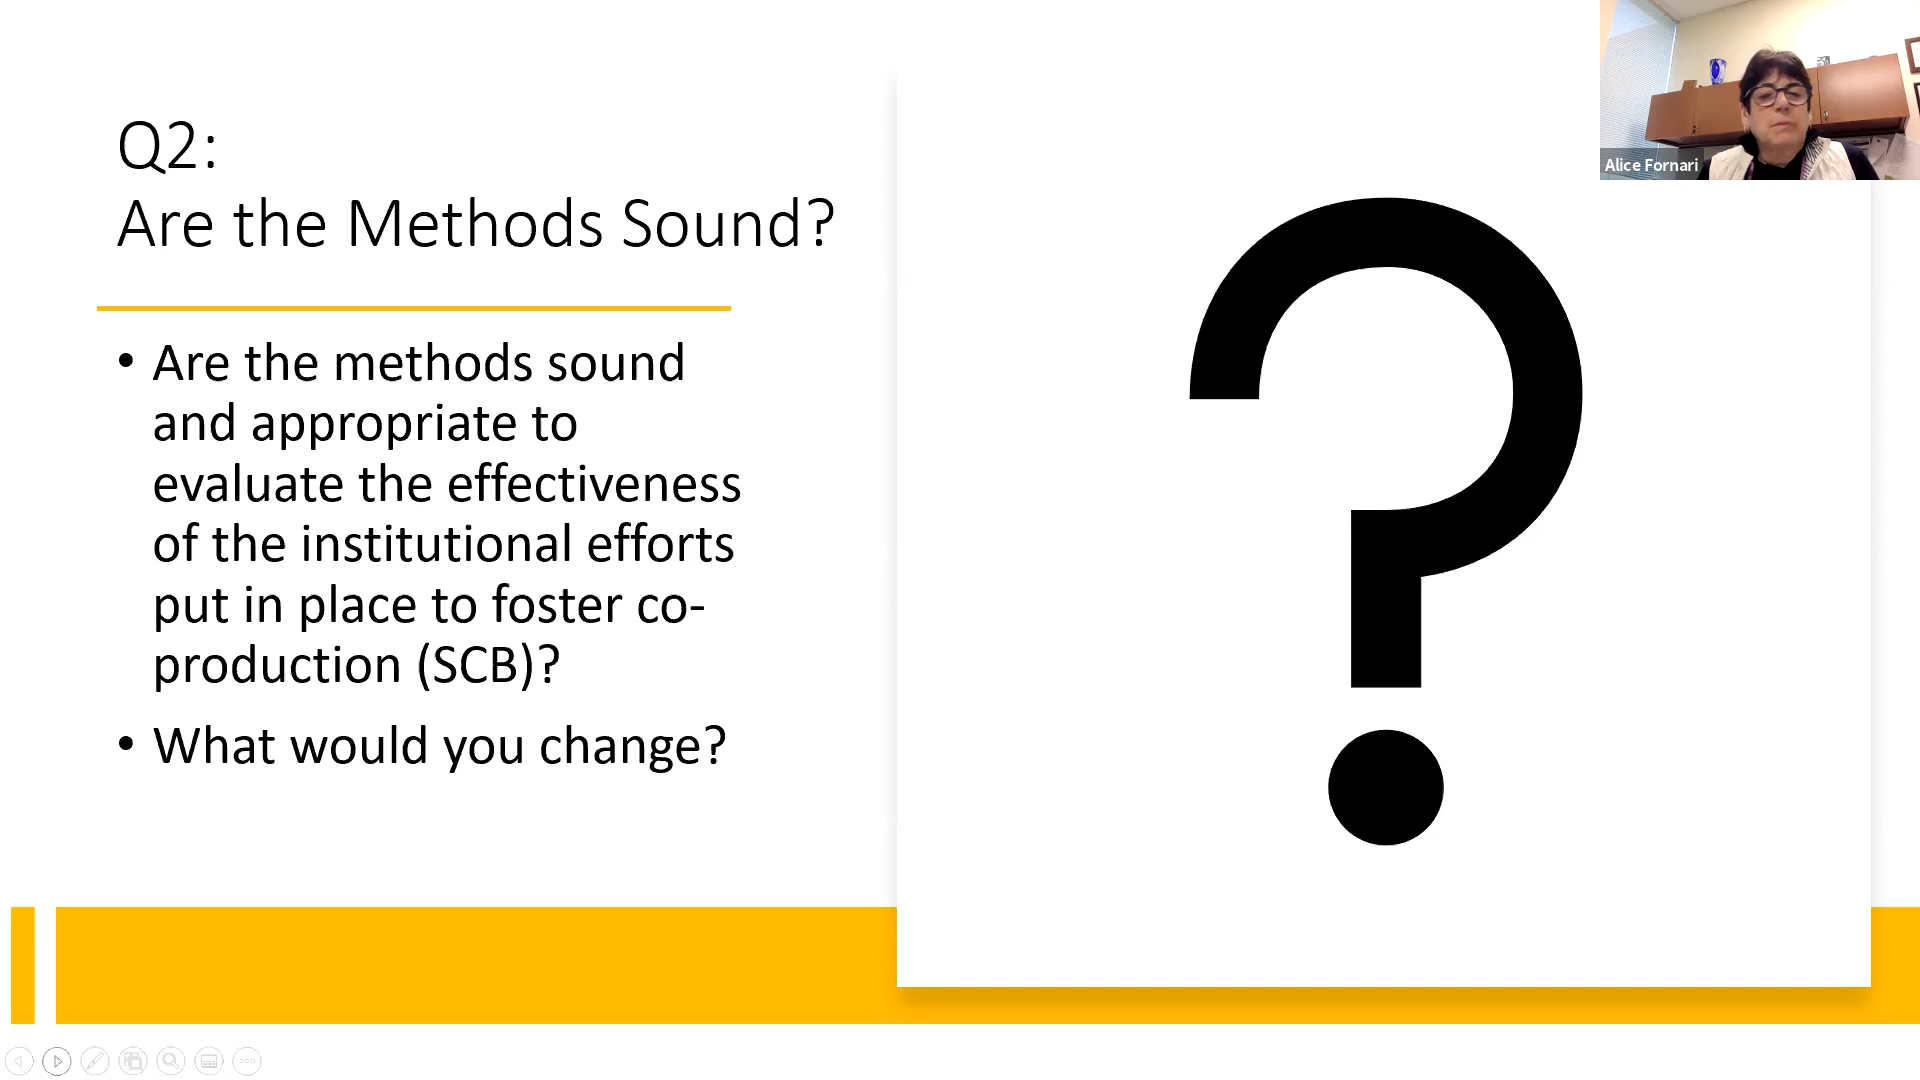 Q2:
Are the Methods Sound?
• Are the methods sound
and appropriate to
evaluate the effectiveness
of the institutional efforts
put in place to foster co-
production (SCB)?
• What would you change?
Alice Fornari